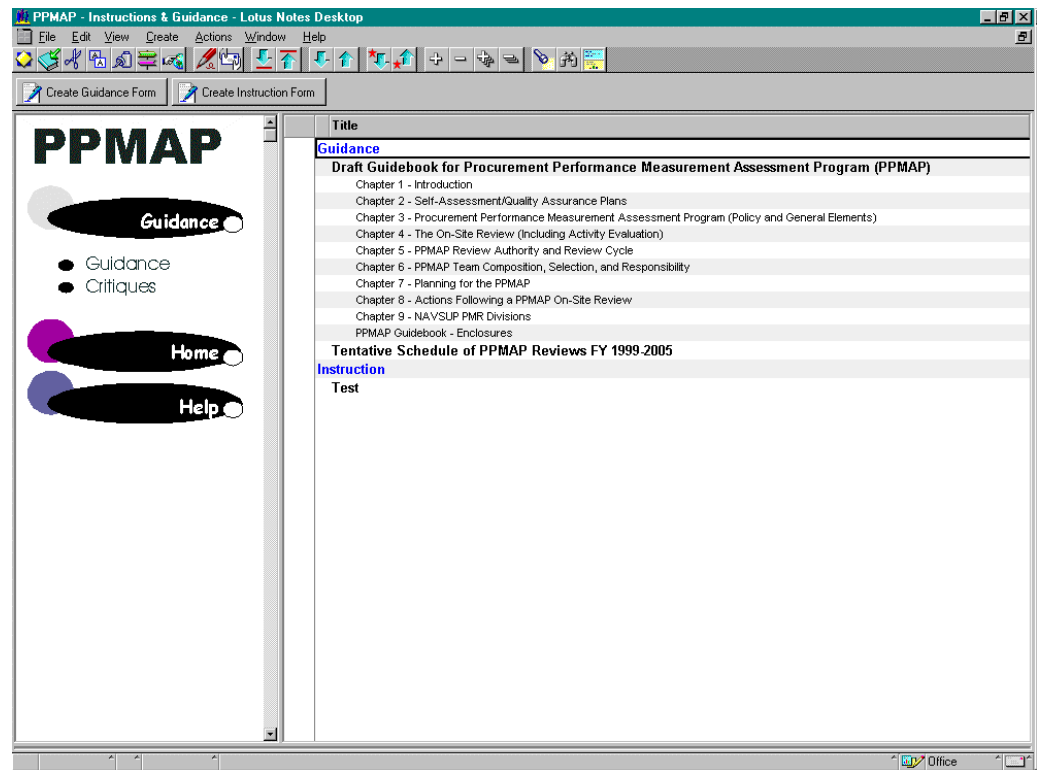 PPMAP - Instructions & Guidance - Lotus Notes Desktop
File Edit View Create Actions Window Help
Create Guidance Form Create Instruction Form
PPMAP
Guidance
Guidance
Critiques
Home
Help
Title
Guidance
Draft Guidebook for Procurement Performance Measurement Assessment Program (PPMAP)
Chapter 1 - Introduction
Chapter 2 - Self-Assessment/Quality Assurance Plans
Chapter 3 - Procurement Performance Measurement Assessment Program (Policy and General Elements)
Chapter 4 - The On-Site Review (Including Activity Evaluation)
Chapter 5 - PPMAP Review Authority and Review Cycle
Chapter 6 - PPMAP Team Composition, Selection, and Responsibility
Chapter 7 - Planning for the PPMAP
Chapter 8 - Actions Following a PPMAP On-Site Review
Chapter 9 - NAVSUP PMR Divisions
PPMAP Guidebook - Enclosures
Tentative Schedule of PPMAP Reviews FY 1999-2005
Instruction
Test
Office